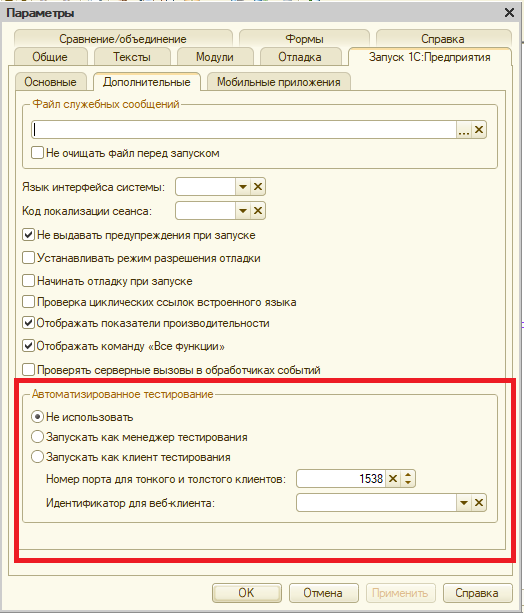 Параметры
Сравнение/объединение Формы Справка
Общие Тексты Модули Отладка Запуск 1С:Предприятия
Основные Дополнительные Мобильные приложения
Файл служебных сообщений
Не очищать файл перед запуском
Язык интерфейса системы:
Код локализации сеанса:
Не выдавать предупреждения при запуске
Устанавливать режим разрешения отладки
Начинать отладку при запуске
Проверка циклических ссылок встроенного языка
Отображать показатели производительности
Отображать команду «Все функции»
Проверять серверные вызовы в обработчиках событий
Автоматизированное тестирование
Не использовать
Запускать как менеджер тестирования
Запускать как клиент тестирования
Номер порта для тонкого и толстого клиентов: 1538
Идентификатор для веб-клиента:
OK Отмена Применить Справка